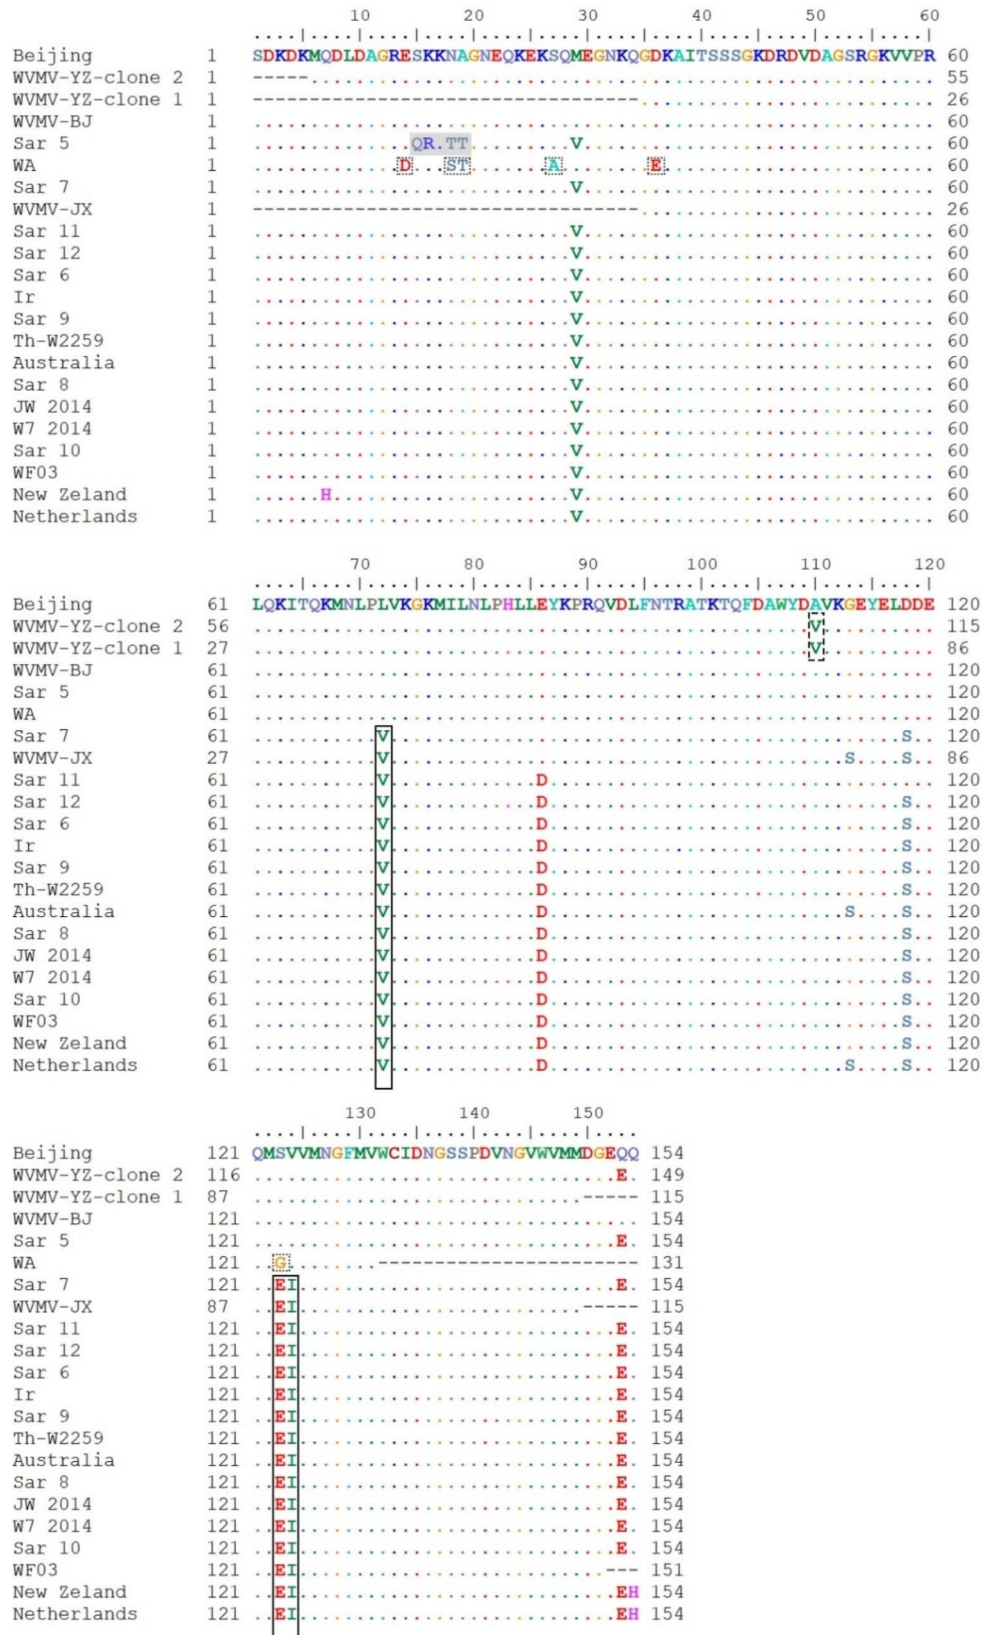 10 20 30 40 50 60
Beijing 1 SDKDKMQDLDAGRESKKNAGNEQKEKSQMEGNKQGDKAITSSSGKDRDVDAGSRGKVVPR 60
WVMV-YZ-clone 2 1 -----....................................................... 55
WVMV-YZ-clone 1 1 ----------------------------------.......................... 26
WVMV-BJ 1 ............................................................ 60
Sar 5 1 ..............QR.TT.........V............................... 60
WA 1 .............D...ST.......A........E........................ 60
Sar 7 1 ............................V............................... 60
WVMV-JX 1 ----------------------------------.......................... 26
Sar 11 1 ............................V............................... 60
Sar 12 1 ............................V............................... 60
Sar 6 1 ............................V............................... 60
Ir 1 ............................V............................... 60
Sar 9 1 ............................V............................... 60
Th-W2259 1 ............................V............................... 60
Australia 1 ............................V............................... 60
Sar 8 1 ............................V............................... 60
JW 2014 1 ............................V............................... 60
W7 2014 1 ............................V............................... 60
Sar 10 1 ............................V............................... 60
WF03 1 ............................V............................... 60
New Zeland 1 ......H.....................V............................... 60
Netherlands 1 ............................V............................... 60
70 80 90 100 110 120
Beijing 61 LQKITQKMNLPLVKGKMILNLPHLLEYKPRQVDLFNTRATKTQFDAWYDAVKGEYELDDE 120
WVMV-YZ-clone 2 56 .................................................V.......... 115
WVMV-YZ-clone 1 27 .................................................V.......... 86
WVMV-BJ 61 ............................................................ 120
Sar 5 61 ............................................................ 120
WA 61 ............................................................ 120
Sar 7 61 ...........V.............................................S.. 120
WVMV-JX 27 ...........V........................................S....S.. 86
Sar 11 61 ...........V.............D.................................. 120
Sar 12 61 ...........V.............D...............................S.. 120
Sar 6 61 ...........V.............D...............................S.. 120
Ir 61 ...........V.............D...............................S.. 120
Sar 9 61 ...........V.............D...............................S.. 120
Th-W2259 61 ...........V.............D...............................S.. 120
Australia 61 ...........V.............D..........................S....S.. 120
Sar 8 61 ...........V.............D...............................S.. 120
JW 2014 61 ...........V.............D...............................S.. 120
W7 2014 61 ...........V.............D...............................S.. 120
Sar 10 61 ...........V.............D...............................S.. 120
WF03 61 ...........V.............D...............................S.. 120
New Zeland 61 ...........V.............D...............................S.. 120
Netherlands 61 ...........V.............D..........................S....S.. 120
130 140 150
Beijing 121 QMSVVMNGFMVWCIDNGSSPDVNGVWVMMDGEQQ 154
WVMV-YZ-clone 2 116 ................................E. 149
WVMV-YZ-clone 1 87 .............................----- 115
WVMV-BJ 121 .................................. 154
Sar 5 121 ................................E. 154
WA 121 ..G........----------------------- 131
Sar 7 121 ..EI............................E. 154
WVMV-JX 87 ..EI.........................----- 115
Sar 11 121 ..EI............................E. 154
Sar 12 121 ..EI............................E. 154
Sar 6 121 ..EI............................E. 154
Ir 121 ..EI............................E. 154
Sar 9 121 ..EI............................E. 154
Th-W2259 121 ..EI............................E. 154
Australia 121 ..EI............................E. 154
Sar 8 121 ..EI............................E. 154
JW 2014 121 ..EI............................E. 154
W7 2014 121 ..EI............................E. 154
Sar 10 121 ..EI............................E. 154
WF03 121 ..EI...........................--- 151
New Zeland 121 ..EI............................EH 154
Netherlands 121 ..EI............................EH 154